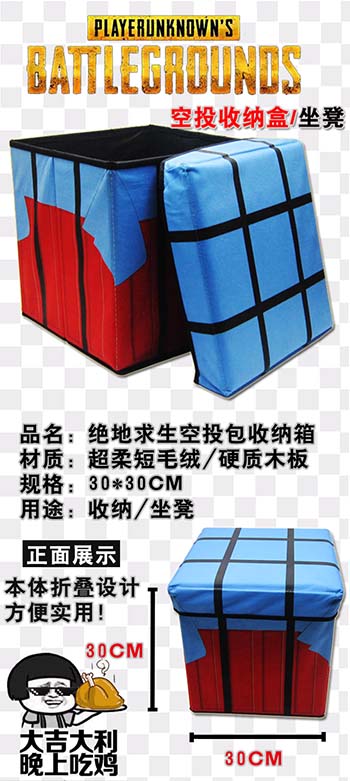 PLAYERUNKNOWN'S
BATTLEGROUNDS
空投收纳盒/坐凳
品名：绝地求生空投包收纳箱
材质：超柔短毛绒/硬质木板
规格：30*30CM
用途：收纳/坐凳
正面展示
本体折叠设计
方便实用！
30CM
大吉大利
晚上吃鸡
30CM